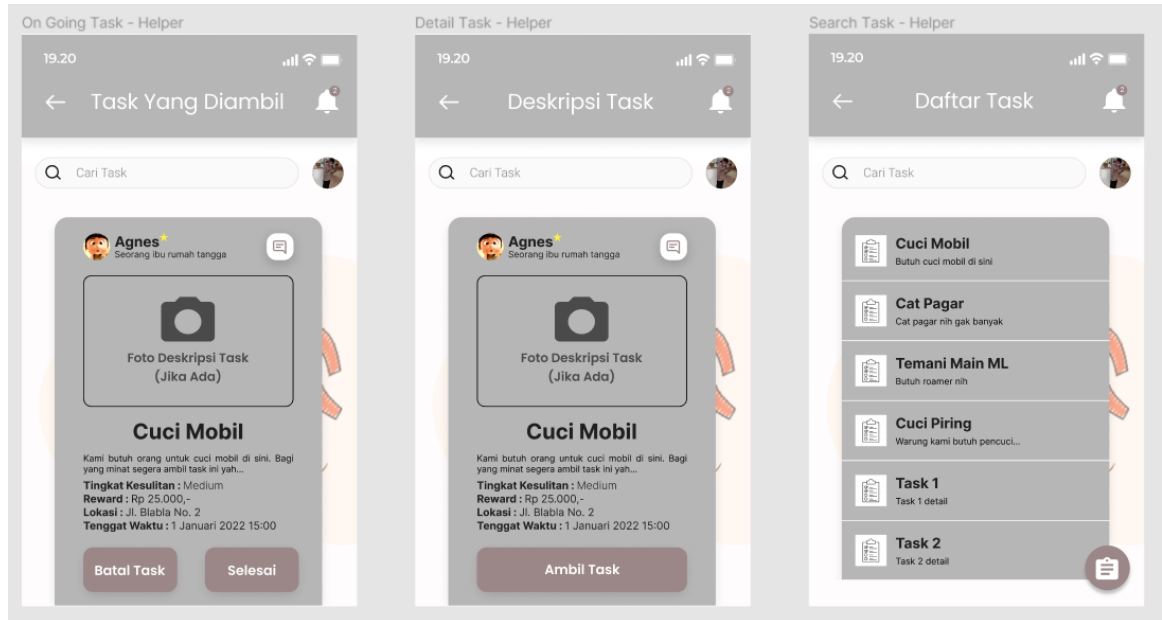 On Going Task - Helper
19.20
Task Yang Diambil
2
Cari Task
Agnes
Seorang ibu rumah tangga
Foto Deskripsi Task
(Jika Ada)
Cuci Mobil
Kami butuh orang untuk cuci mobil di sini. Bagi
yang minat segera ambil task ini yah...
Tingkat Kesulitan : Medium
Reward : Rp 25.000,-
Lokasi : Jl. Blabla No. 2
Tenggat Waktu : 1 Januari 2022 15:00
Batal Task
Selesai
Detail Task - Helper
19.20
Deskripsi Task
2
Cari Task
Agnes
Seorang ibu rumah tangga
Foto Deskripsi Task
(Jika Ada)
Cuci Mobil
Kami butuh orang untuk cuci mobil di sini. Bagi
yang minat segera ambil task ini yah...
Tingkat Kesulitan : Medium
Reward : Rp 25.000,-
Lokasi : Jl. Blabla No. 2
Tenggat Waktu : 1 Januari 2022 15:00
Ambil Task
Search Task - Helper
19.20
Daftar Task
2
Cari Task
Cuci Mobil
Butuh cuci mobil di sini
Cat Pagar
Cat pagar nih gak banyak
Temani Main ML
Butuh roamer nih
Cuci Piring
Warung kami butuh pencuci...
Task 1
Task 1 detail
Task 2
Task 2 detail